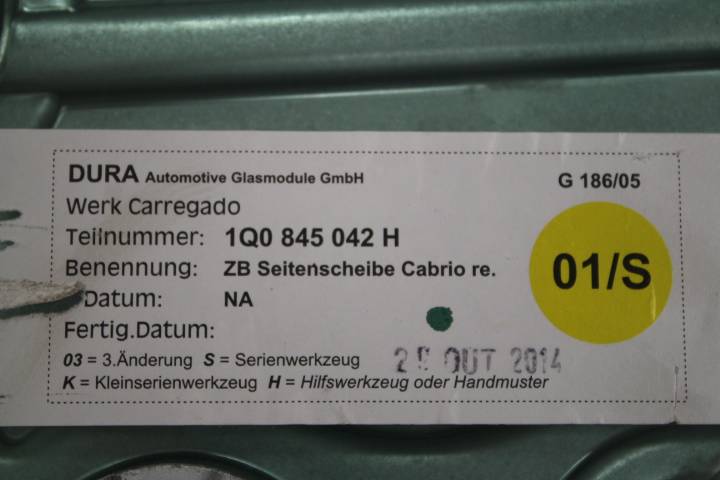 DURA Automotive Glasmodule GmbH
G 186/05
Werk Carregado
Teilnummer: 1Q0 845 042 H
01/S
Benennung: ZB Seitenscheibe Cabrio re.
Datum: NA
Fertig.Datum:
03 = 3.Änderung S = Serienwerkzeug
OUT 2014
K = Kleinserienwerkzeug H = Hilfswerkzeug oder Handmuster